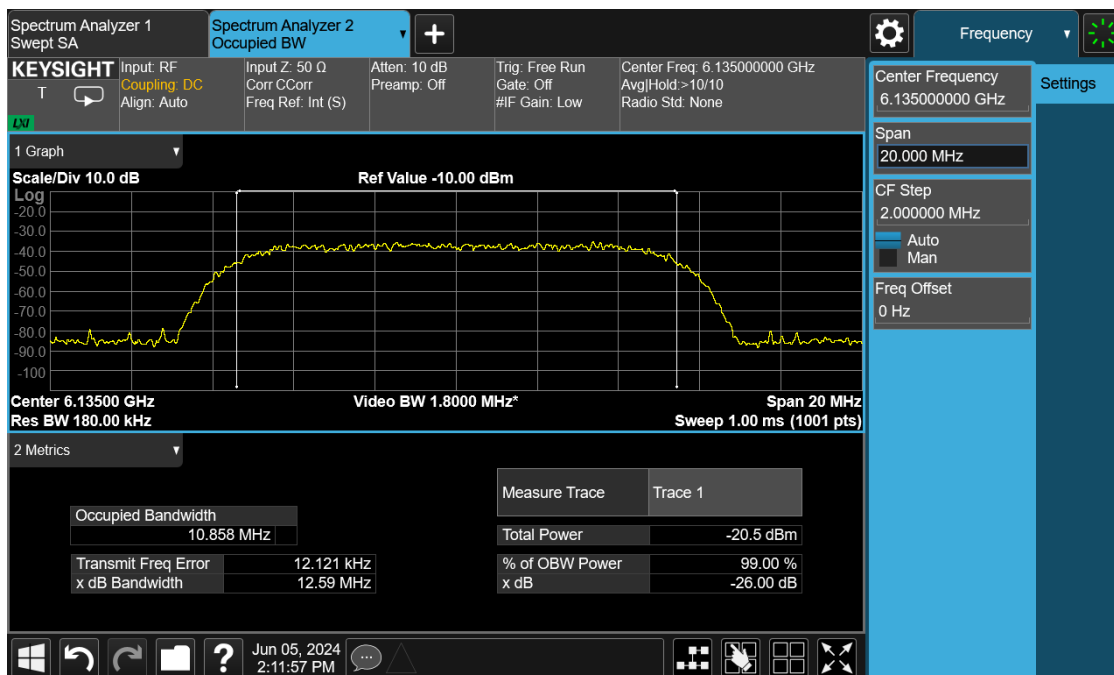 Spectrum Analyzer 1
Swept SA
Spectrum Analyzer 2
Occupied BW
▼
+
Frequency
▼
KEYSIGHT
T
LXI
Input: RF
Coupling: DC
Align: Auto
Input Z: 50 Ω
Corr CCorr
Freq Ref: Int (S)
Atten: 10 dB
Preamp: Off
Trig: Free Run
Gate: Off
#IF Gain: Low
Center Freq: 6.135000000 GHz
Avg|Hold:>10/10
Radio Std: None
1 Graph ▼
Scale/Div 10.0 dB
Ref Value -10.00 dBm
Log
-20.0
-30.0
-40.0
-50.0
-60.0
-70.0
-80.0
-90.0
-100
Center 6.13500 GHz
Video BW 1.8000 MHz*
Span 20 MHz
Res BW 180.00 kHz
Sweep 1.00 ms (1001 pts)
2 Metrics ▼
Occupied Bandwidth
10.858 MHz
Transmit Freq Error 12.121 kHz
x dB Bandwidth 12.59 MHz
Measure Trace Trace 1
Total Power -20.5 dBm
% of OBW Power 99.00 %
x dB -26.00 dB
Center Frequency
6.135000000 GHz
Span
20.000 MHz
CF Step
2.000000 MHz
Auto
Man
Freq Offset
0 Hz
Settings
?
Jun 05, 2024
2:11:57 PM